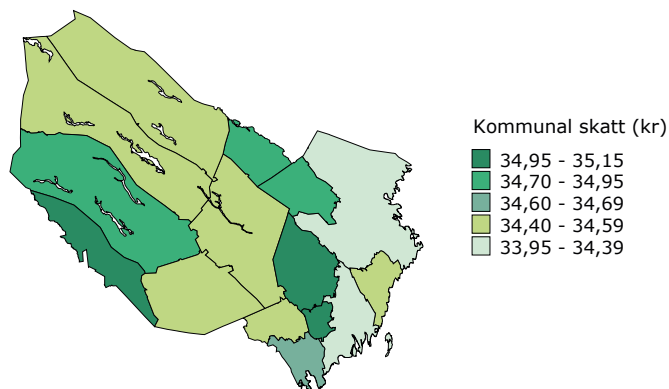 Kommunal skatt (kr)
34,95 - 35,15
34,70 - 34,95
34,60 - 34,69
34,40 - 34,59
33,95 - 34,39